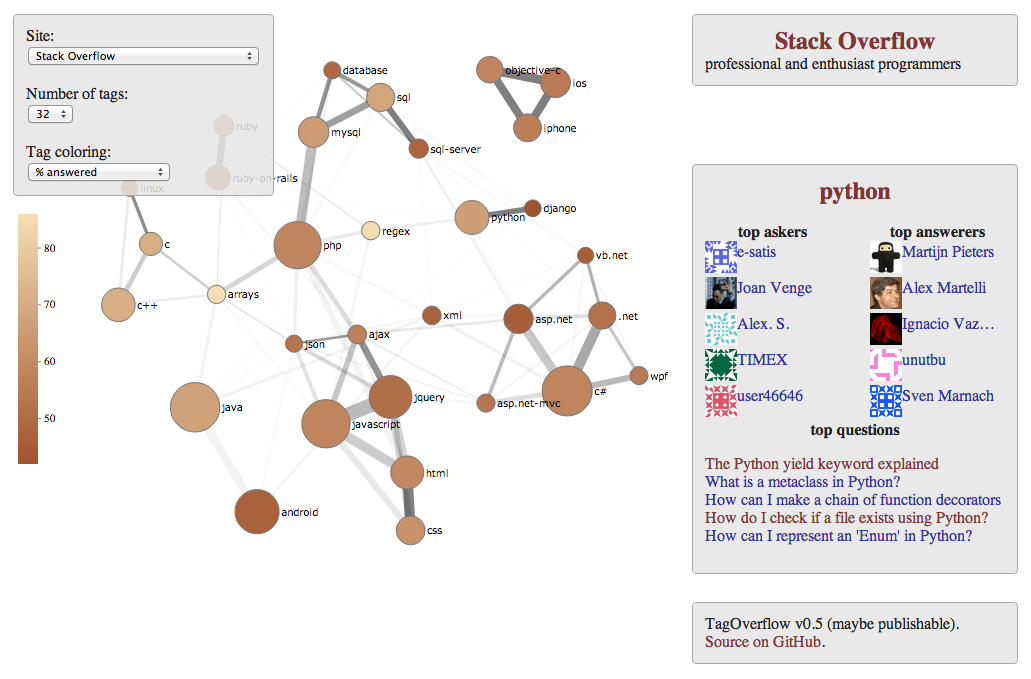 Site:
Stack Overflow
Number of tags:
32
Tag coloring:
% answered
80
70
60
50
database
sql
mysql
sql-server
objective-c
ios
iphone
ruby
ruby-on-rails
linux
c
c++
arrays
php
regex
python
django
vb.net
xml
asp.net
.net
json
ajax
wpf
c#
asp.net-mvc
java
jquery
javascript
html
android
css
Stack Overflow
professional and enthusiast programmers
python
top askers top answerers
e-satis Martijn Pieters
Joan Venge Alex Martelli
Alex. S. Ignacio Vaz…
TIMEX unutbu
user46646 Sven Marnach
top questions
The Python yield keyword explained
What is a metaclass in Python?
How can I make a chain of function decorators
How do I check if a file exists using Python?
How can I represent an 'Enum' in Python?
TagOverflow v0.5 (maybe publishable).
Source on GitHub.